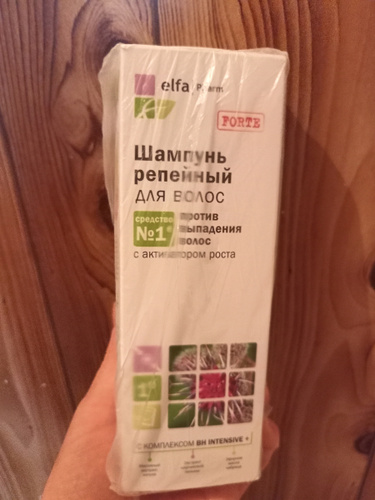 elfa Pharm
FORTE
Шампунь
репейный
ДЛЯ ВОЛОС
средство
№1*
против
выпадения
волос
с активатором роста
С КОМПЛЕКСОМ BH INTENSIVE +